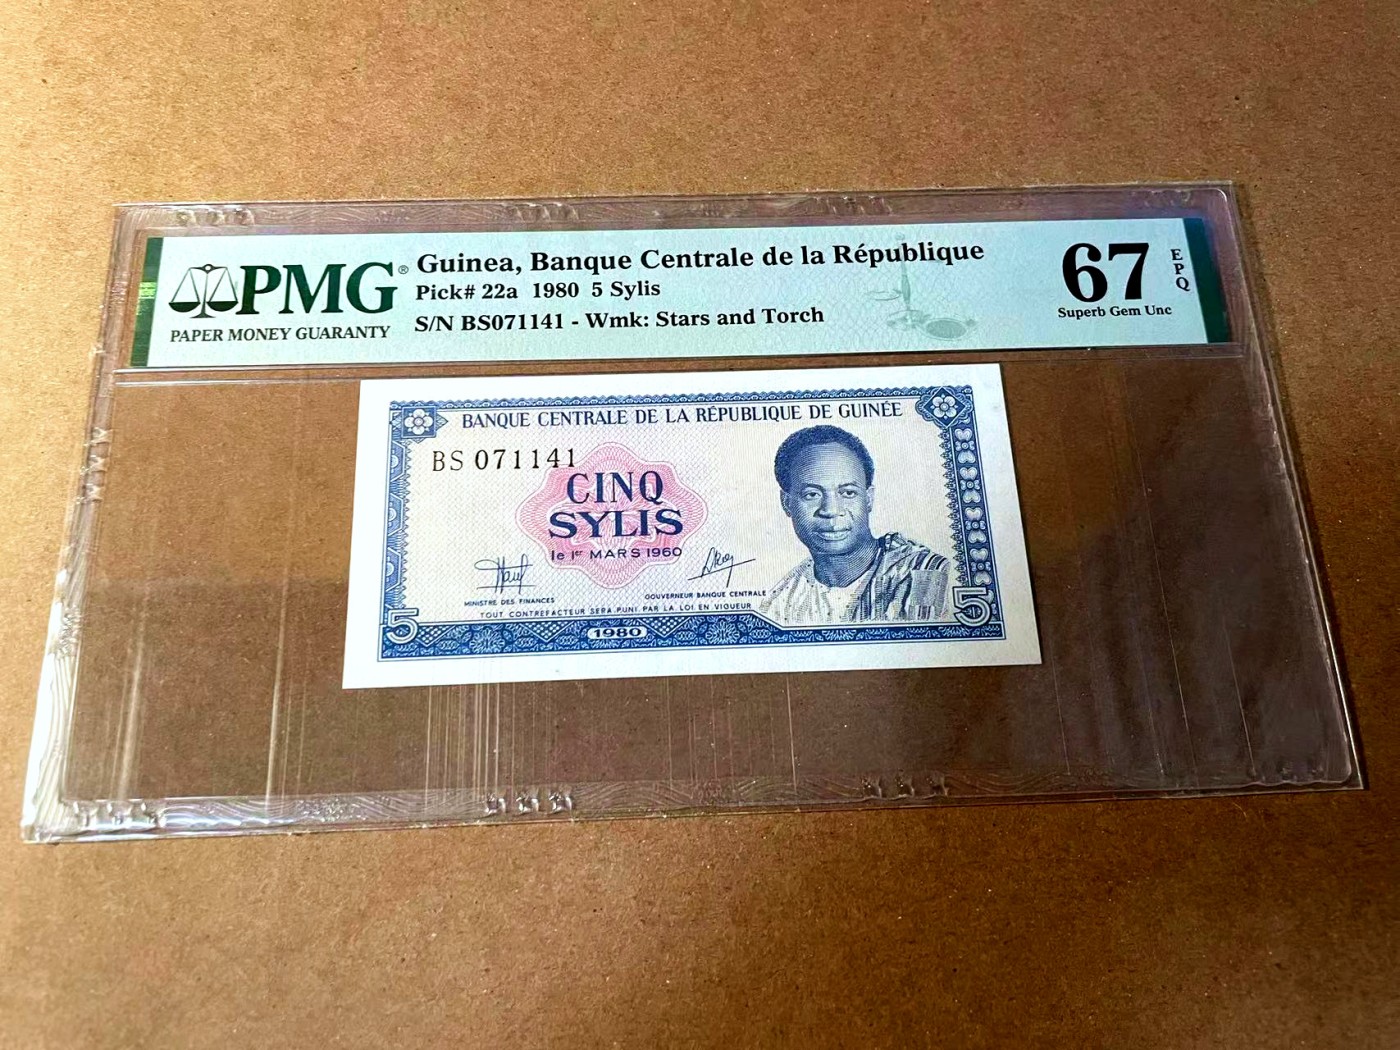 PMG®
PAPER MONEY GUARANTY
Guinea, Banque Centrale de la République
Pick# 22a 1980 5 Sylis
S/N BS071141 - Wmk: Stars and Torch
67
EPQ
Superb Gem Unc
BANQUE CENTRALE DE LA RÉPUBLIQUE DE GUINÉE
BS 071141
CINQ
SYLIS
le 1er MARS 1960
MINISTRE DES FINANCES
GOUVERNEUR BANQUE CENTRALE
TOUT CONTREFACTEUR SERA PUNI PAR LA LOI EN VIGUEUR
5
1980
5